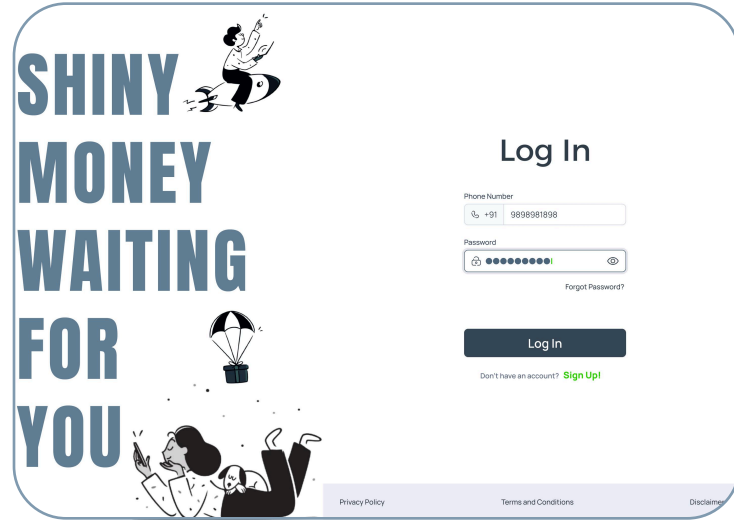 SHINY
MONEY
WAITING
FOR
YOU
Log In
Phone Number
+91 9898981898
Password
Forgot Password?
Log In
Don't have an account? Sign Up!
Privacy Policy Terms and Conditions Disclaimer